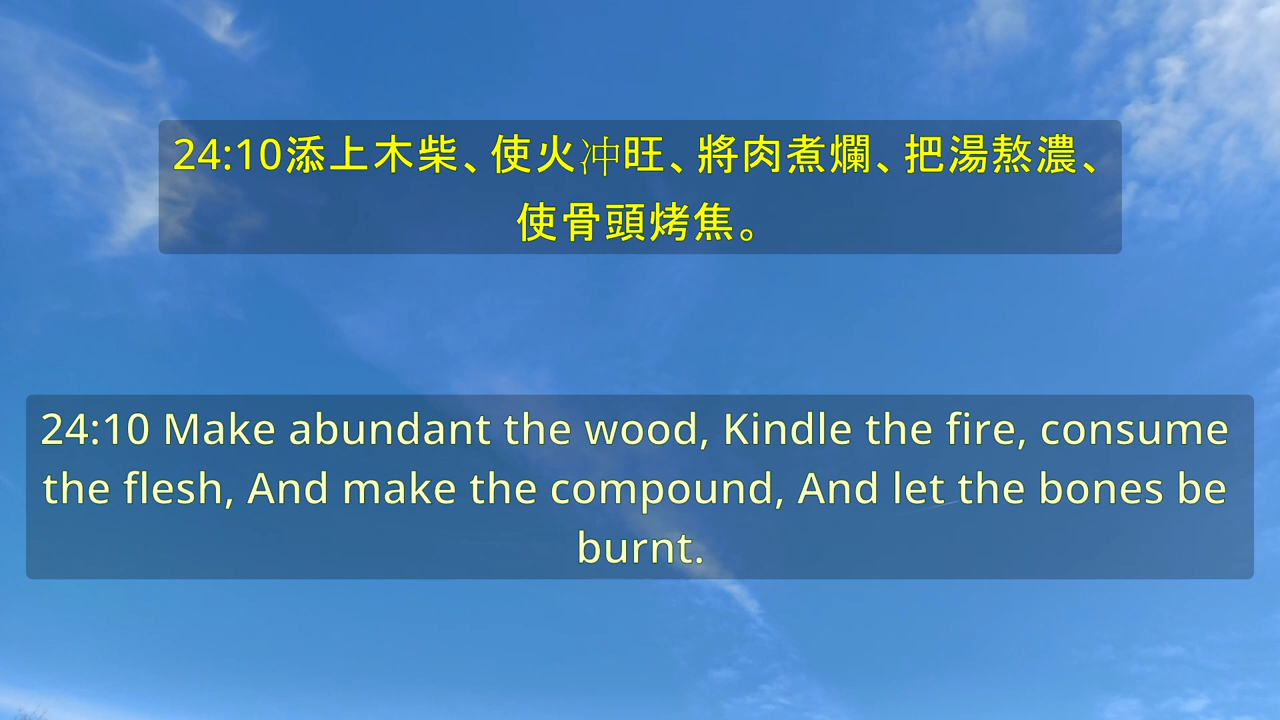 24:10添上木柴、使火冲旺、將肉煮爛、把湯熬濃、
使骨頭烤焦。
24:10 Make abundant the wood, Kindle the fire, consume
the flesh, And make the compound, And let the bones be
burnt.